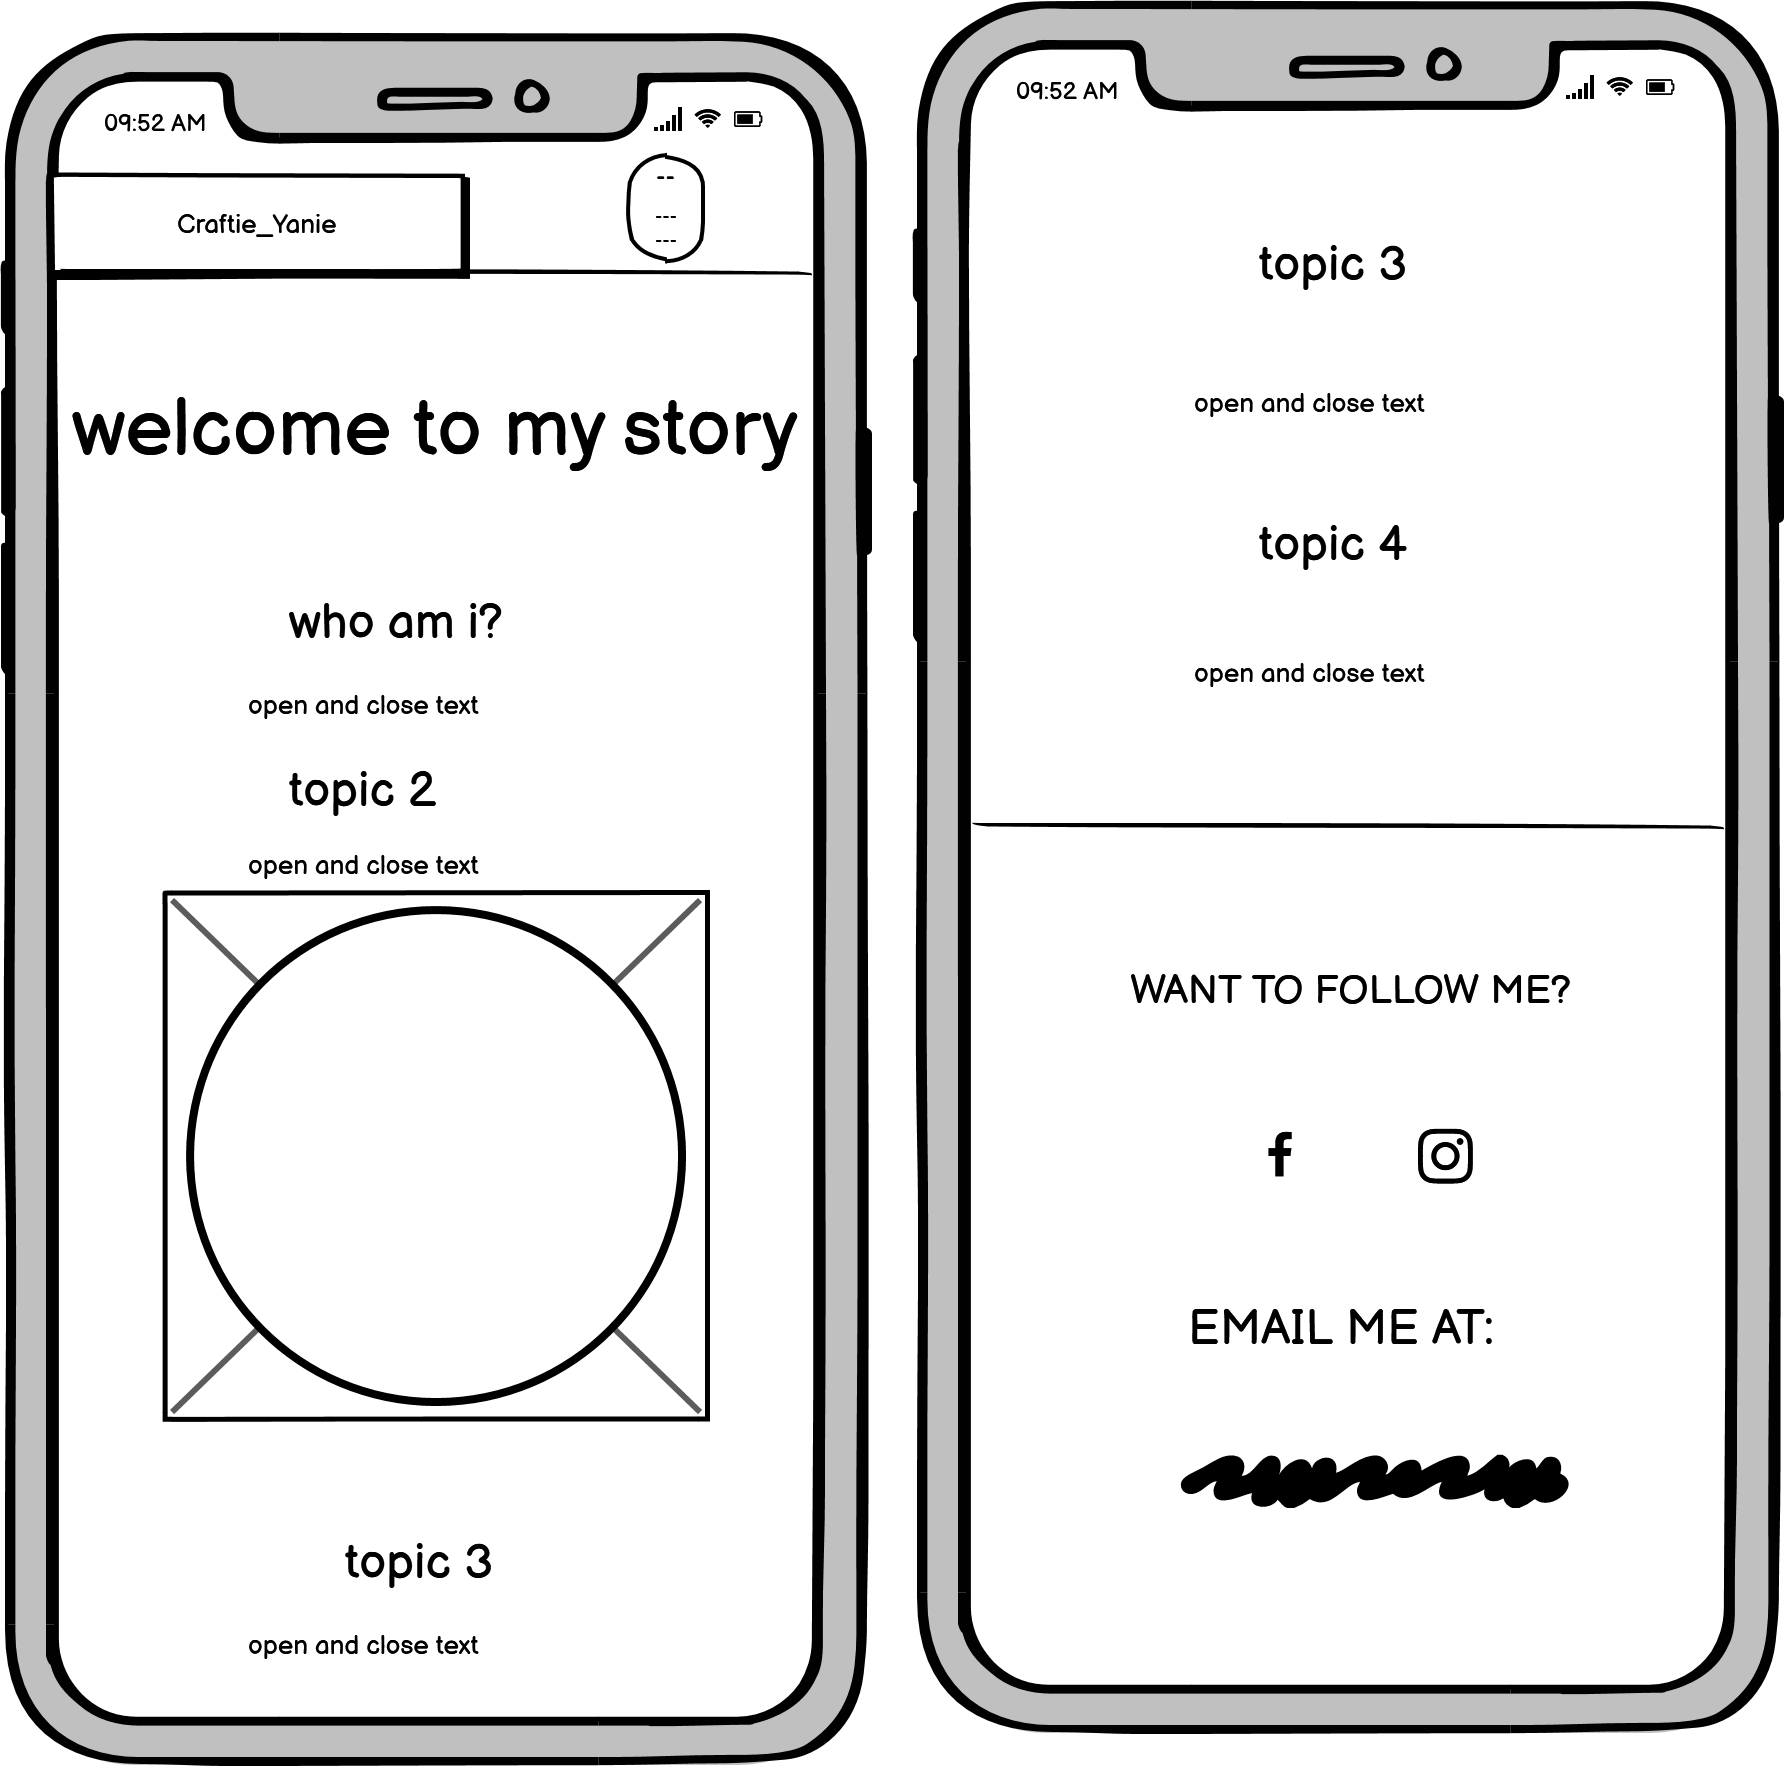 09:52 AM
Craftie_Yanie
welcome to my story
who am i?
open and close text
topic 2
open and close text
topic 3
open and close text
09:52 AM
topic 3
open and close text
topic 4
open and close text
WANT TO FOLLOW ME?
EMAIL ME AT: